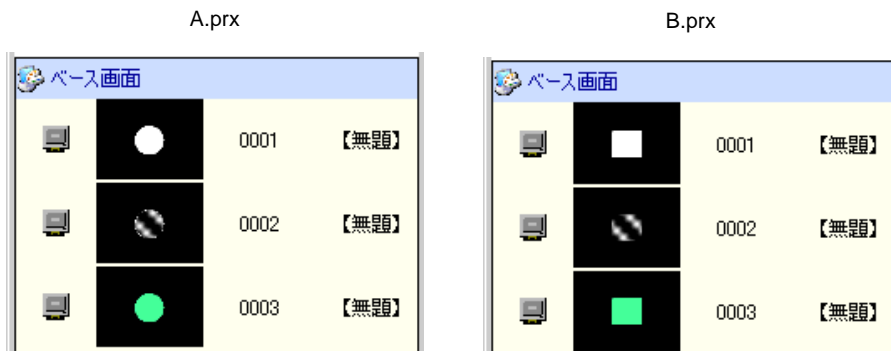 A.prx
ベース画面
0001 【無題】
0002 【無題】
0003 【無題】
B.prx
ベース画面
0001 【無題】
0002 【無題】
0003 【無題】